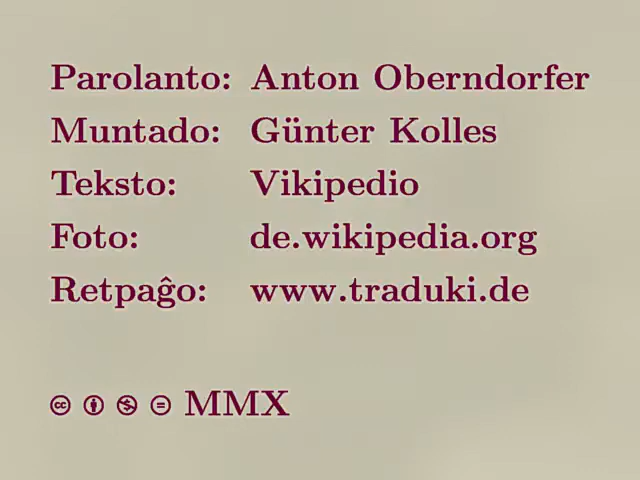 Parolanto: Anton Oberndorfer
Muntado: Günter Kolles
Teksto: Vikipedio
Foto: de.wikipedia.org
Retpaĝo: www.traduki.de
MMX